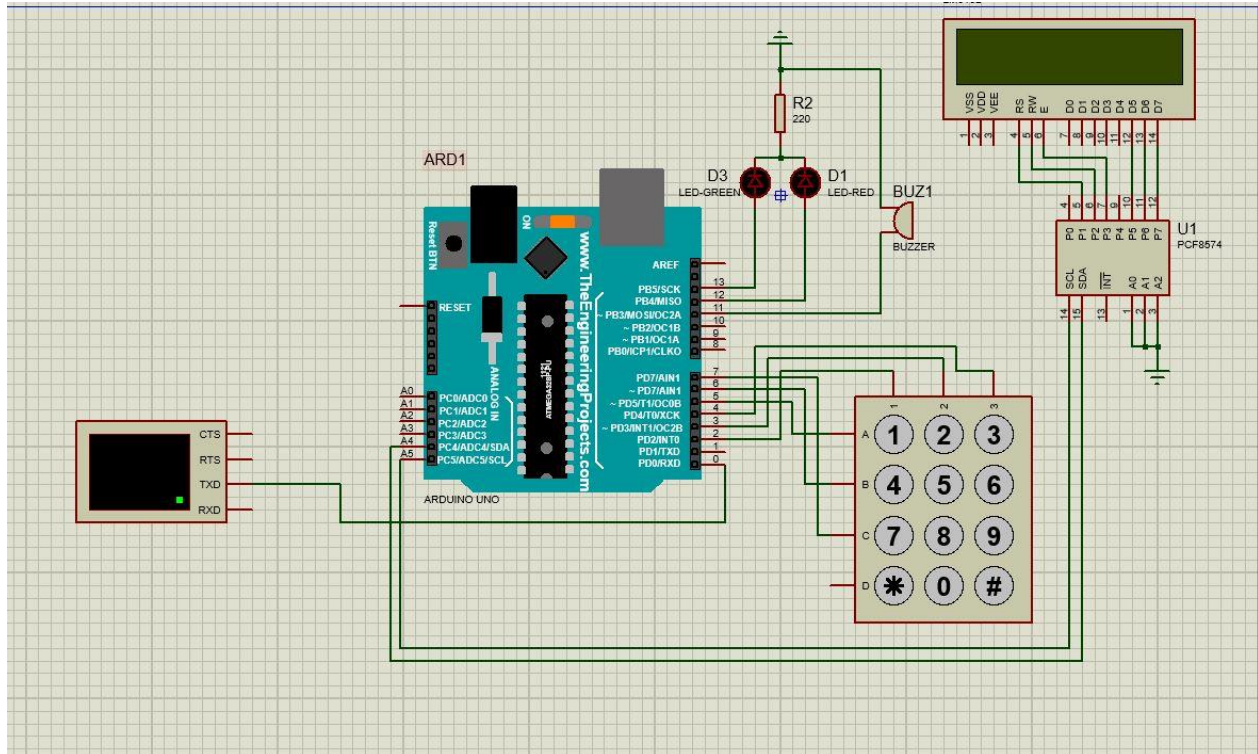 VSS
VDD
VEE
RS
RW
E
D0
D1
D2
D3
D4
D5
D6
D7
1
2
3
4
5
6
7
8
9
10
11
12
13
14
R2
220
ARD1
D3
LED-GREEN
D1
LED-RED
BUZ1
BUZZER
4
5
6
7
9
10
11
12
P0
P1
P2
P3
P4
P5
P6
P7
U1
PCF8574
SCL
SDA
INT
A0
A1
A2
14
15
13
1
2
3
Reset BTN
ON
www.TheEngineeringProjects.com
RESET
ANALOG IN
AREF
PB5/SCK 13
PB4/MISO 12
~ PB3/MOSI/OC2A 11
~ PB2/OC1B 10
~ PB1/OC1A 9
PB0/ICP1/CLKO 8
PD7/AIN1 7
~ PD7/AIN1 6
~ PD5/T1/OC0B 5
PD4/T0/XCK 4
~ PD3/INT1/OC2B 3
PD2/INT0 2
PD1/TXD 1
PD0/RXD 0
A0 PC0/ADC0
A1 PC1/ADC1
A2 PC2/ADC2
A3 PC3/ADC3
A4 PC4/ADC4/SDA
A5 PC5/ADC5/SCL
ARDUINO UNO
CTS
RTS
TXD
RXD
1 2 3
A 1 2 3
B 4 5 6
C 7 8 9
D * 0 #